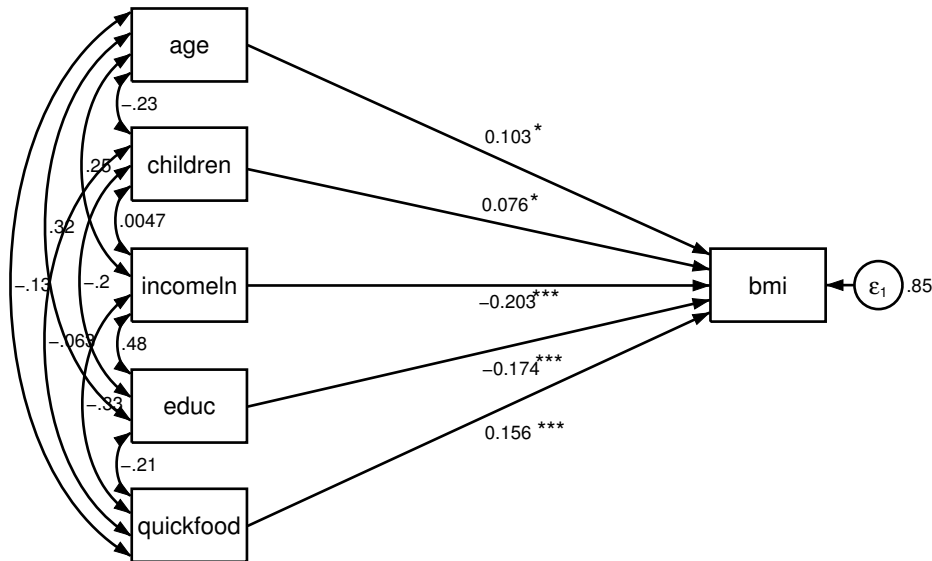 age
0.103 *
-.23
.25
children
0.076 *
.32
.0047
-.13
-.2
incomeln
-0.203***
bmi
ε1
.85
-.063
.48
-.33
-0.174***
educ
0.156 ***
-.21
quickfood